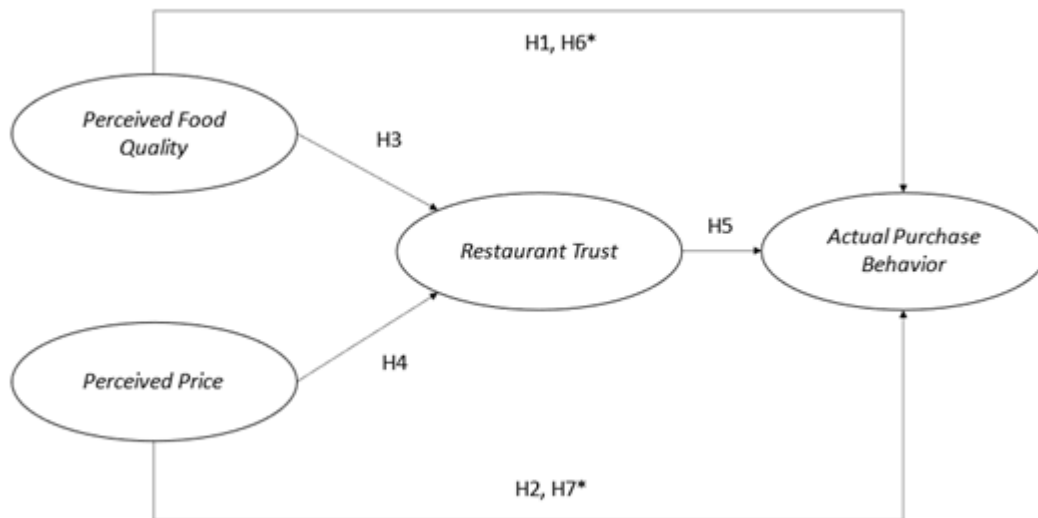 H1, H6*
Perceived Food
Quality
H3
Restaurant Trust
H5
Actual Purchase
Behavior
Perceived Price
H4
H2, H7*